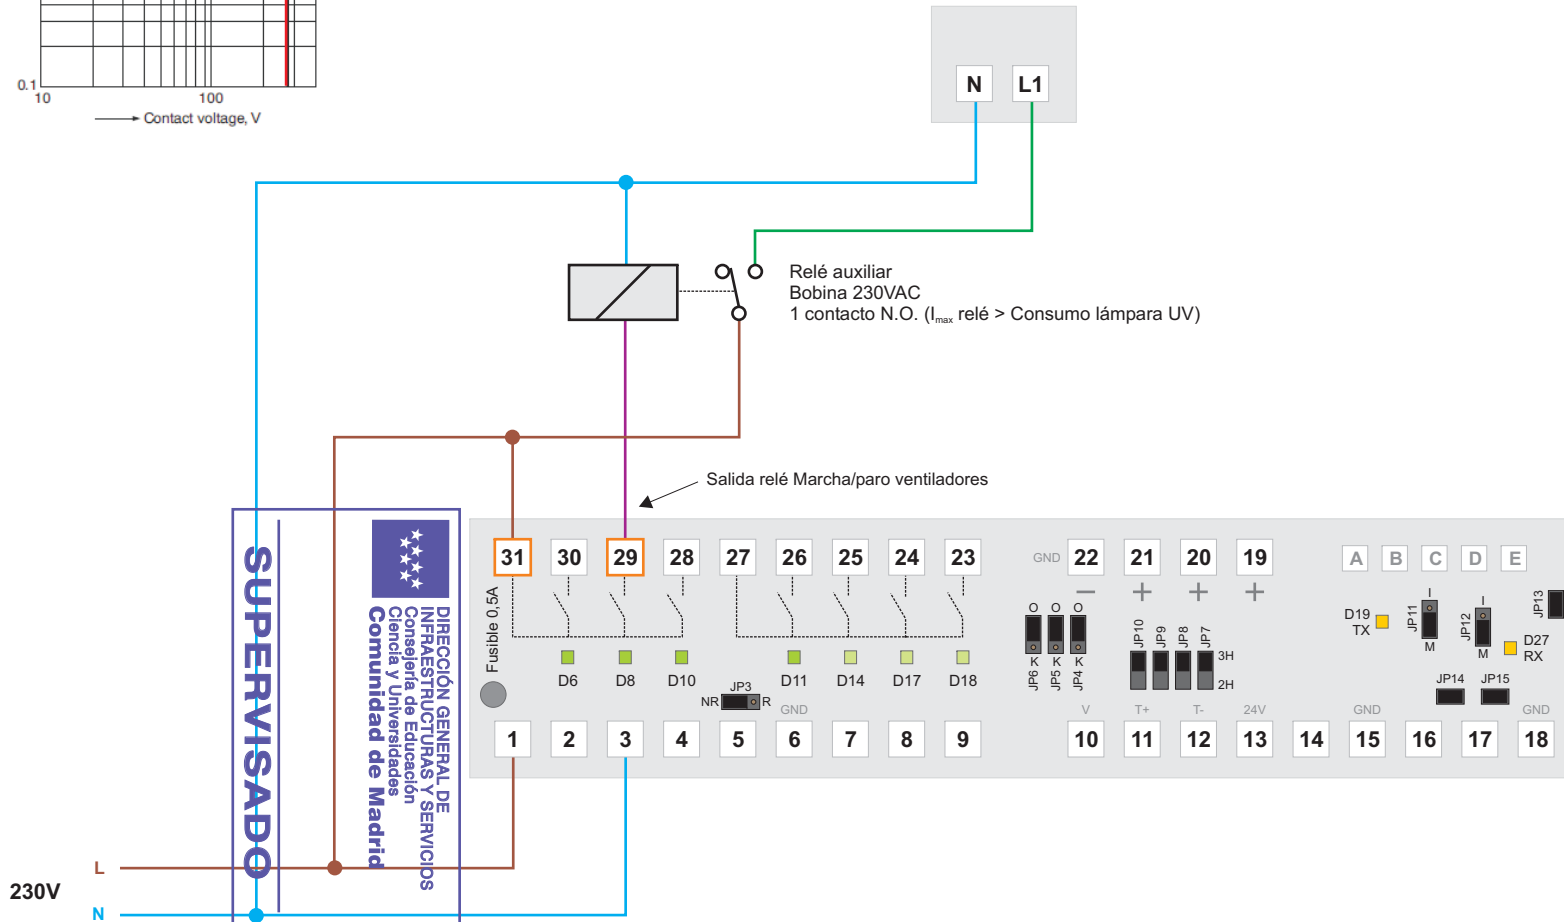 0.1
10 100
Contact voltage, V
N L1
Relé auxiliar
Bobina 230VAC
1 contacto N.O. (Imax relé > Consumo lámpara UV)
Salida relé Marcha/paro ventiladores
31 30 29 28 27 26 25 24 23 GND 22 21 20 19 A B C D E
− + + +
Fusible 0,5A
D6 D8 D10 D11 D14 D17 D18
JP3
NR R
GND
O O O
K K K
JP6 JP5 JP4
JP10 JP9 JP8 JP7
3H
2H
D19
TX
JP11
I
M
JP12
I
M
D27
RX
JP13
JP14 JP15
V T+ T- 24V GND GND
1 2 3 4 5 6 7 8 9 10 11 12 13 14 15 16 17 18
SUPERVISADO
DIRECCIÓN GENERAL DE
INFRAESTRUCTURAS Y SERVICIOS
Consejería de Educación
Ciencia y Universidades
Comunidad de Madrid
L
230V
N